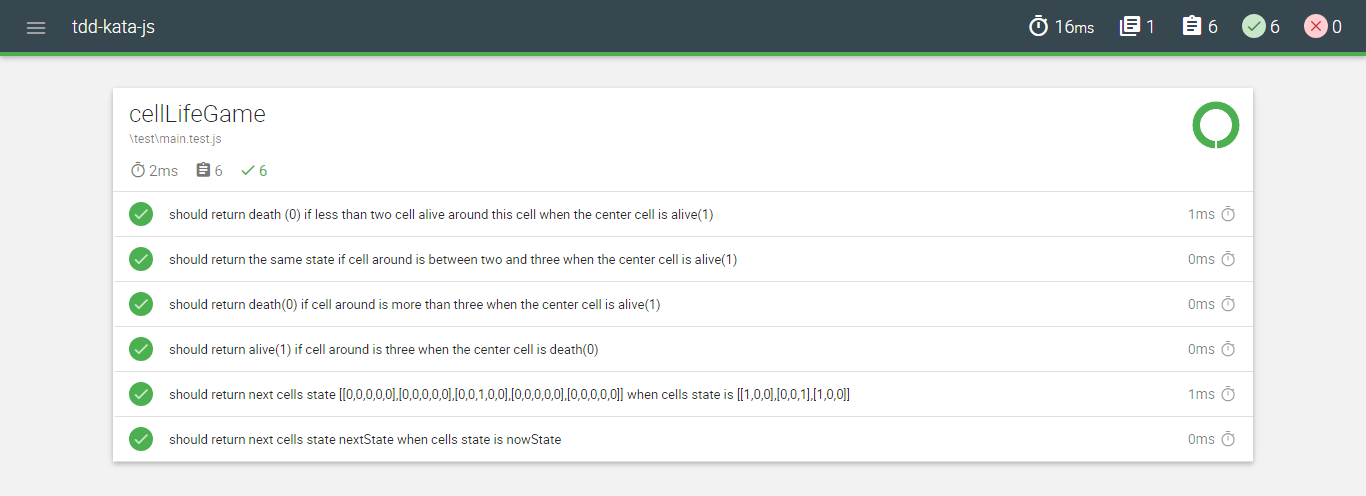 tdd-kata-js
16ms 1 6 6 0
cellLifeGame
\test\main.test.js
2ms 6 6
should return death (0) if less than two cell alive around this cell when the center cell is alive(1) 1ms
should return the same state if cell around is between two and three when the center cell is alive(1) 0ms
should return death(0) if cell around is more than three when the center cell is alive(1) 0ms
should return alive(1) if cell around is three when the center cell is death(0) 0ms
should return next cells state [[0,0,0,0,0],[0,0,0,0,0],[0,0,1,0,0],[0,0,0,0,0],[0,0,0,0,0]] when cells state is [[1,0,0],[0,0,1],[1,0,0]] 1ms
should return next cells state nextState when cells state is nowState 0ms